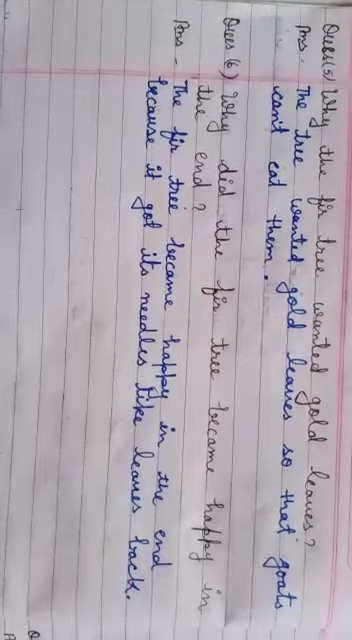 Ques(5) Why the fir tree wanted gold leaves?
Ans. The tree wanted gold leaves so that goats
can't eat them.
Ques (6) Why did the fir tree became happy in
the end?
Ans - The fir tree became happy in the end
because it got its needles like leaves back.